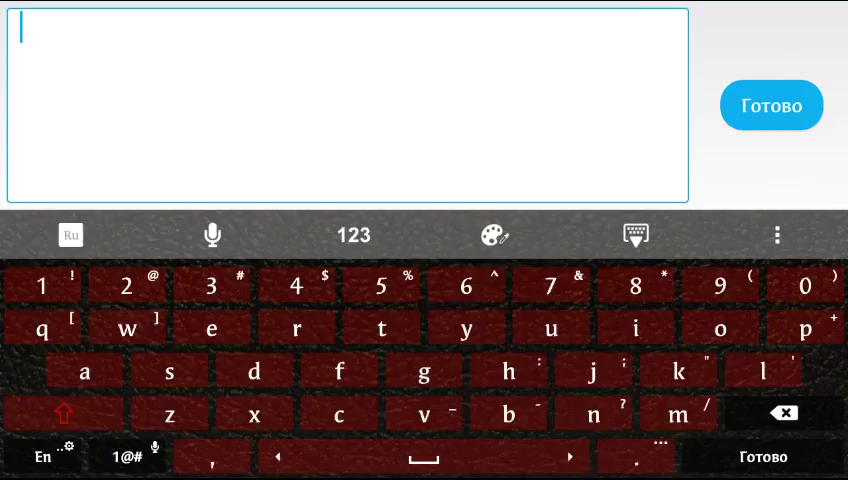 Готово
Ru 123
1 ! 2 @ 3 # 4 $ 5 % 6 ^ 7 & 8 * 9 ( 0 )
q [ w ] e r t y u i o p +
a s d f g h : j ; k " l '
z x c v _ b - n ? m /
En 1@# , . ... Готово